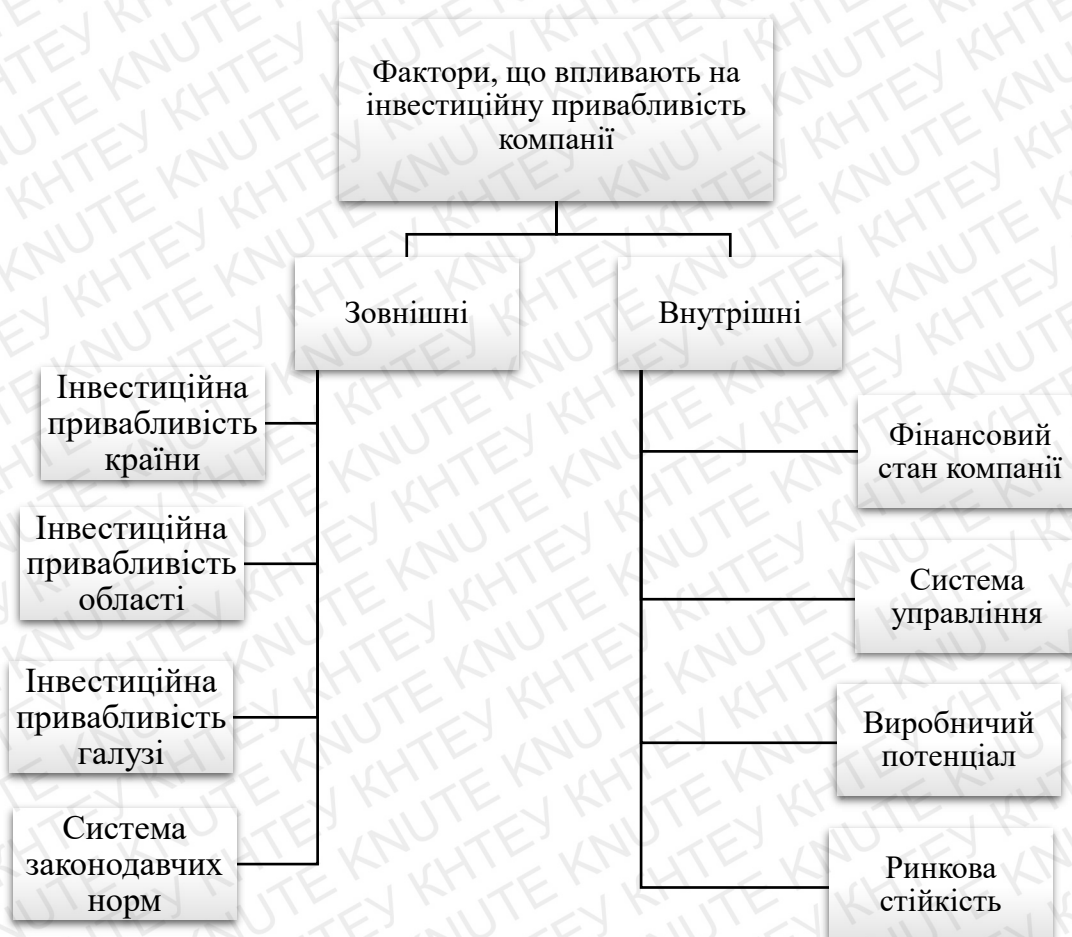 Фактори, що впливають на
інвестиційну привабливість
компанії
Зовнішні
Внутрішні
Інвестиційна
привабливість
країни
Інвестиційна
привабливість
області
Інвестиційна
привабливість
галузі
Система
законодавчих
норм
Фінансовий
стан компанії
Система
управління
Виробничий
потенціал
Ринкова
стійкість